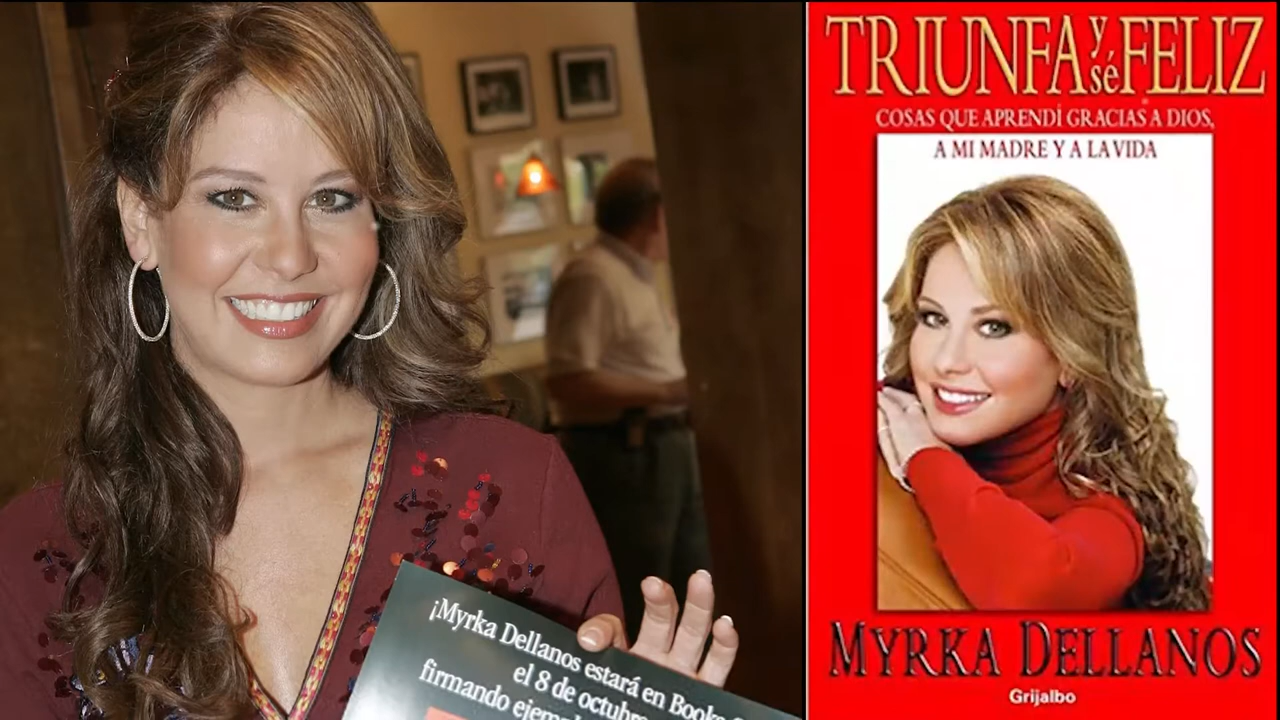 ¡Myrka Dellanos estará en Books
el 8 de octubre
firmando
TRIUNFA y, sé FELIZ
COSAS QUE APRENDÍ GRACIAS A DIOS,
A MI MADRE Y A LA VIDA
MYRKA DELLANOS
Grijalbo